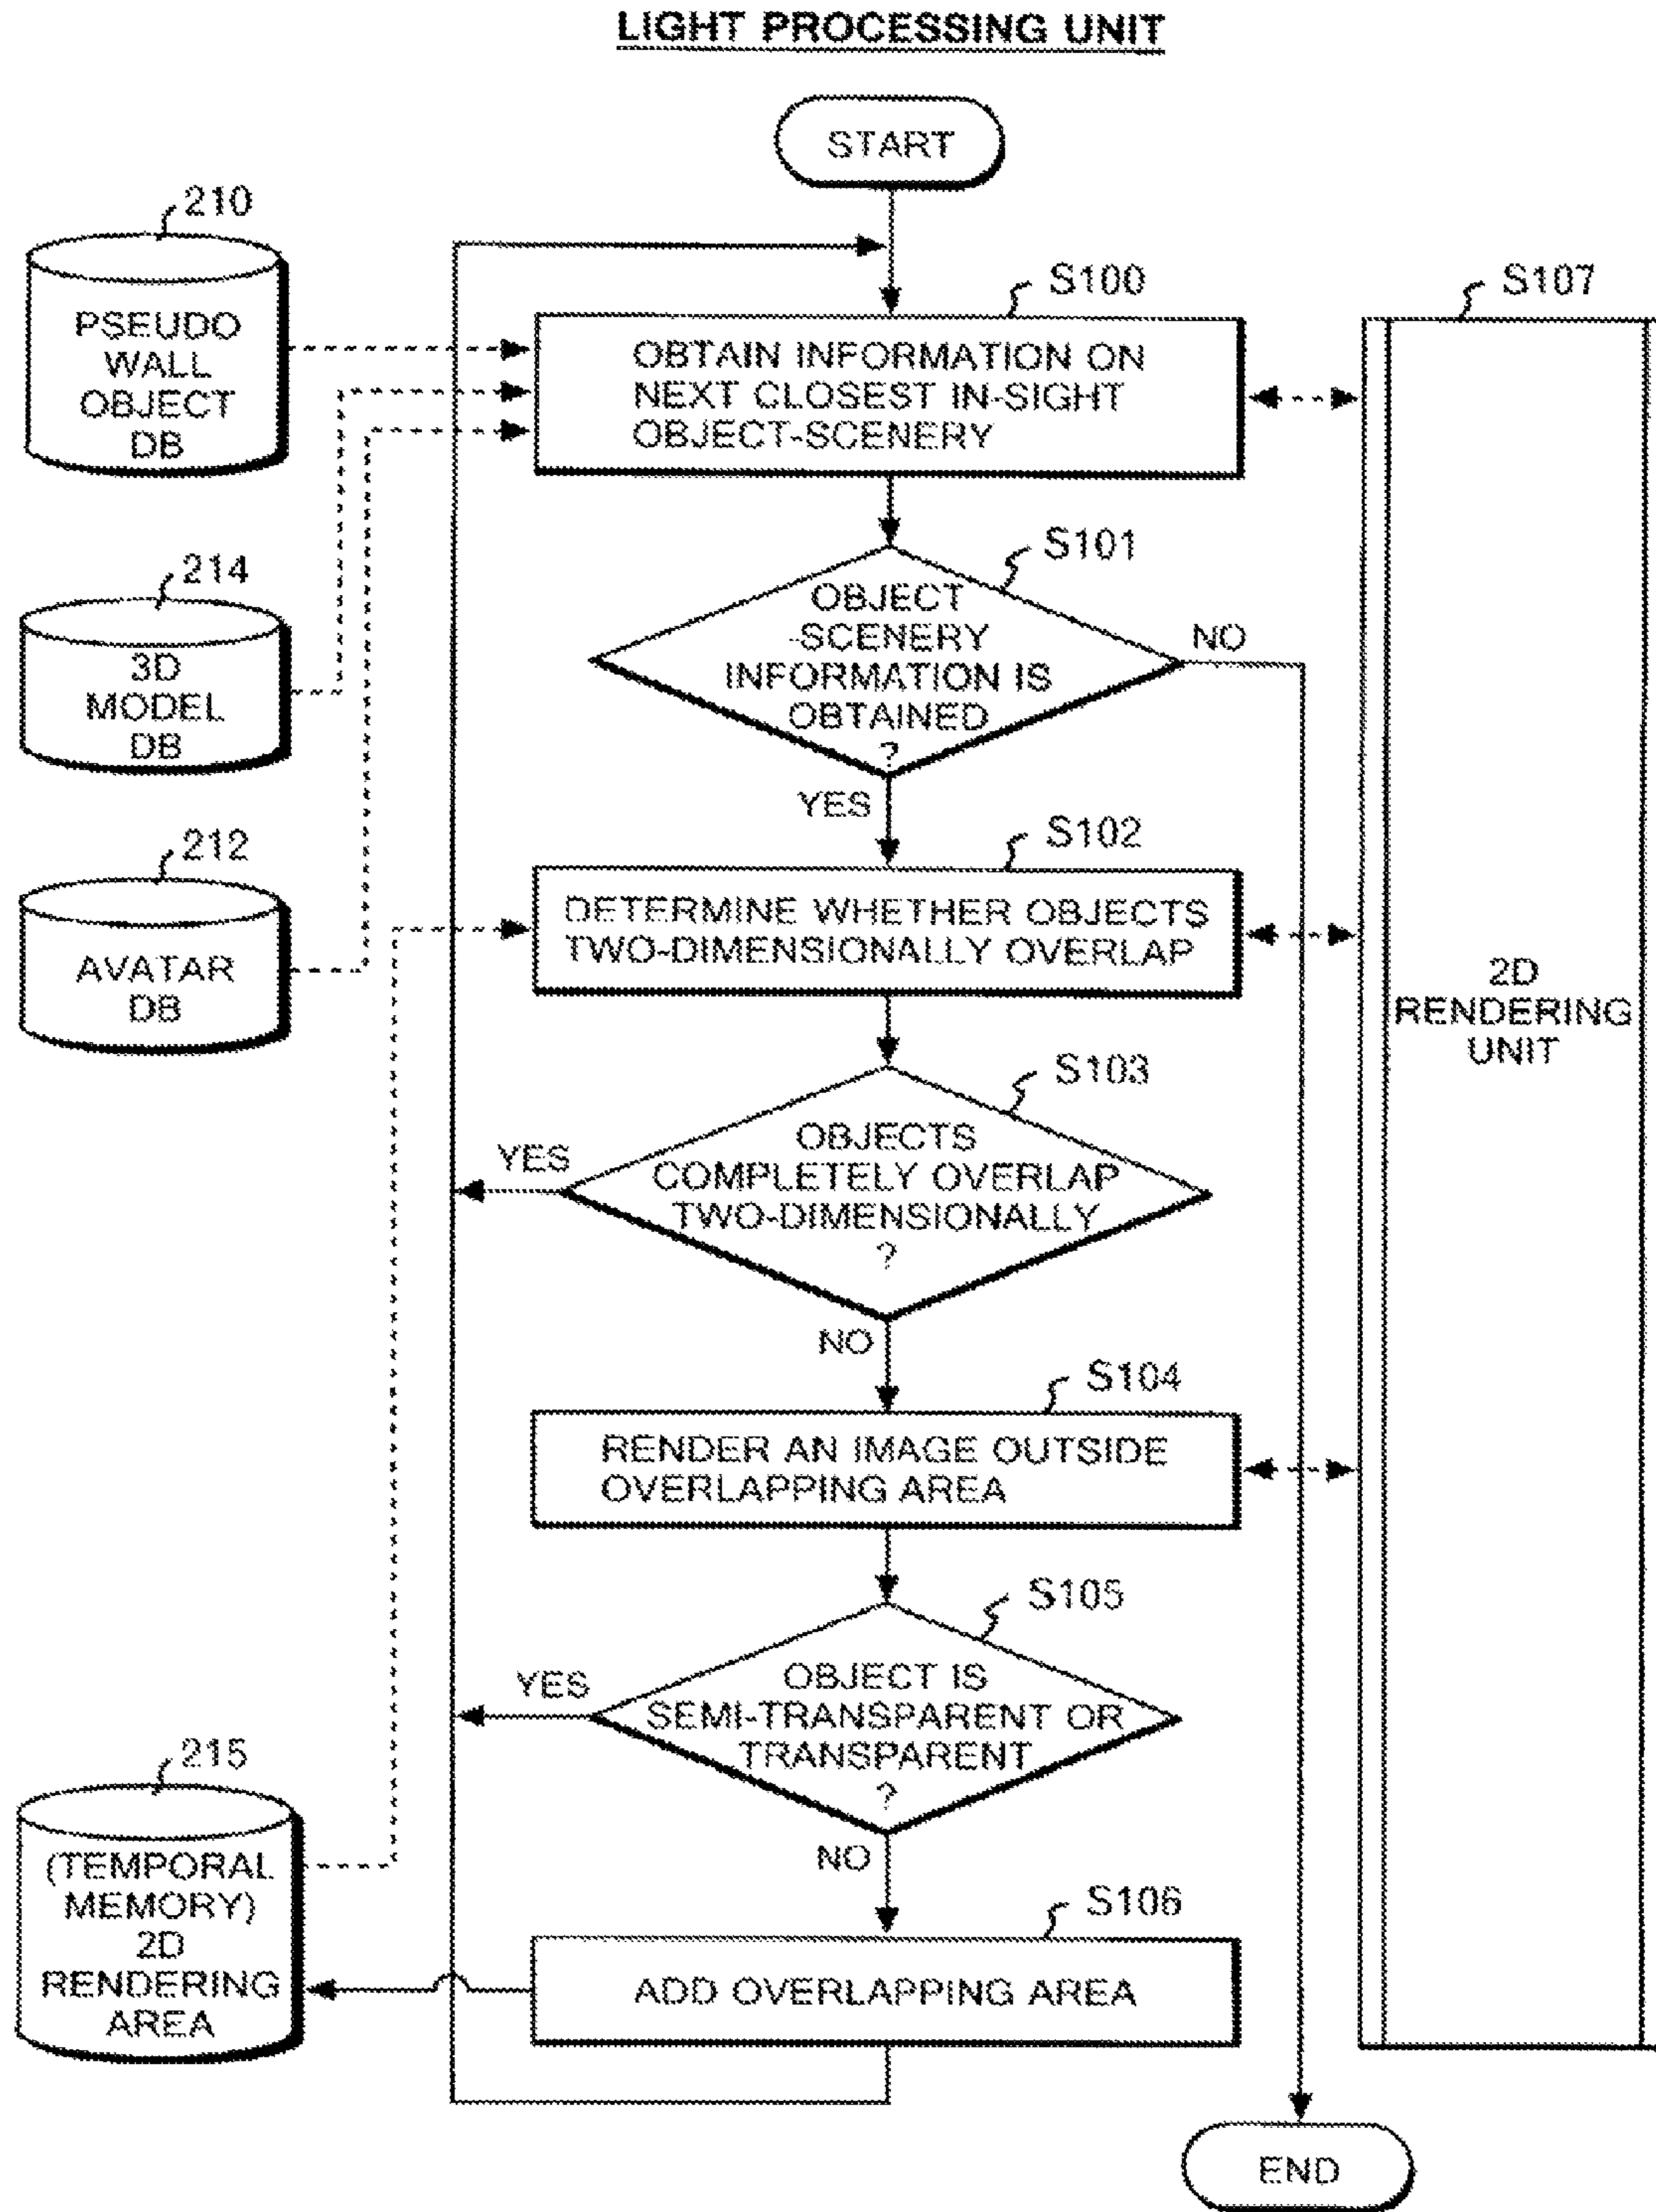 LIGHT PROCESSING UNIT
START
210
PSEUDO
WALL
OBJECT
DB
S100
OBTAIN INFORMATION ON
NEXT CLOSEST IN-SIGHT
OBJECT-SCENERY
S107
2D
RENDERING
UNIT
214
3D
MODEL
DB
S101
OBJECT
-SCENERY
INFORMATION IS
OBTAINED
?
NO
YES
212
AVATAR
DB
S102
DETERMINE WHETHER OBJECTS
TWO-DIMENSIONALLY OVERLAP
S103
OBJECTS
COMPLETELY OVERLAP
TWO-DIMENSIONALLY
?
YES
NO
S104
RENDER AN IMAGE OUTSIDE
OVERLAPPING AREA
S105
OBJECT IS
SEMI-TRANSPARENT OR
TRANSPARENT
?
YES
NO
215
(TEMPORAL
MEMORY)
2D
RENDERING
AREA
S106
ADD OVERLAPPING AREA
END